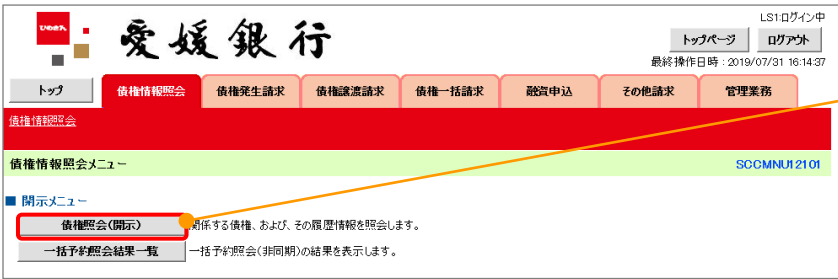 ひめぎん
愛媛銀行
LS1:ログイン中
トップページ ログアウト
最終操作日時:2019/07/31 16:14:37
トップ 債権情報照会 債権発生請求 債権譲渡請求 債権一括請求 融資申込 その他請求 管理業務
債権情報照会
債権情報照会メニュー SCCMNU12101
■ 開示メニュー
債権照会(開示) 関係する債権、および、その履歴情報を照会します。
一括予約照会結果一覧 一括予約照会(非同期)の結果を表示します。